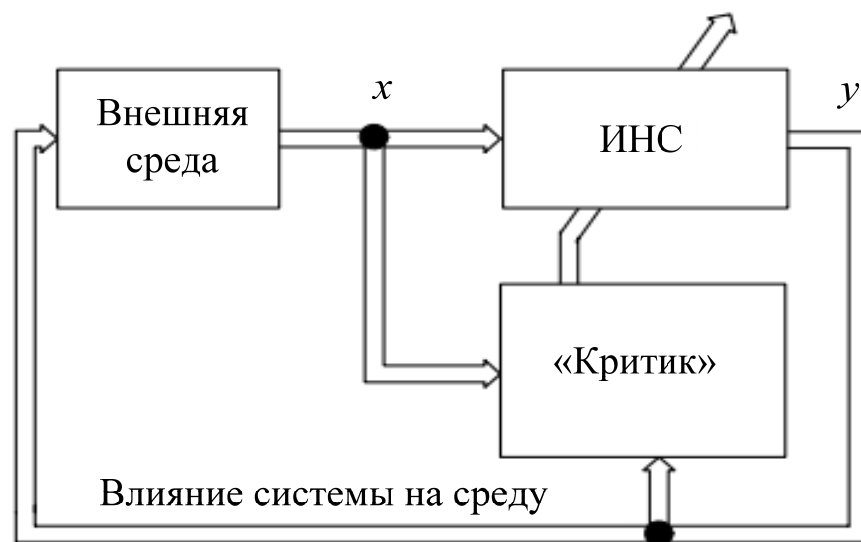 x
y
Внешняя
среда
ИНС
«Критик»
Влияние системы на среду